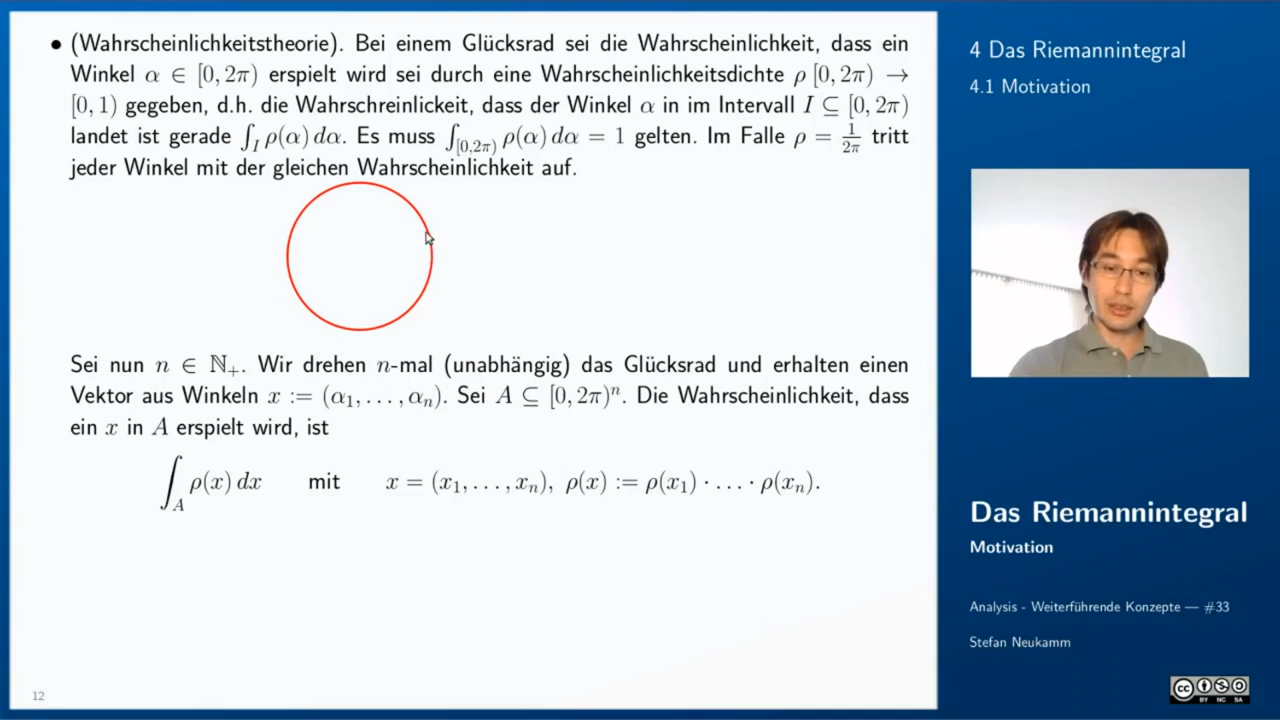 • (Wahrscheinlichkeitstheorie). Bei einem Glücksrad sei die Wahrscheinlichkeit, dass ein
Winkel α ∈ [0, 2π) erspielt wird sei durch eine Wahrscheinlichkeitsdichte ρ [0, 2π) →
[0, 1) gegeben, d.h. die Wahrschreinlickeit, dass der Winkel α in im Intervall I ⊆ [0, 2π)
landet ist gerade ∫_I ρ(α) dα. Es muss ∫_[0,2π) ρ(α) dα = 1 gelten. Im Falle ρ = 1/2π tritt
jeder Winkel mit der gleichen Wahrscheinlichkeit auf.
Sei nun n ∈ ℕ₊. Wir drehen n-mal (unabhängig) das Glücksrad und erhalten einen
Vektor aus Winkeln x := (α₁, . . . , αₙ). Sei A ⊆ [0, 2π)ⁿ. Die Wahrscheinlichkeit, dass
ein x in A erspielt wird, ist
∫_A ρ(x) dx mit x = (x₁, . . . , xₙ), ρ(x) := ρ(x₁) · . . . · ρ(xₙ).
12
4 Das Riemannintegral
4.1 Motivation
Das Riemannintegral
Motivation
Analysis - Weiterführende Konzepte — #33
Stefan Neukamm
cc
BY NC SA